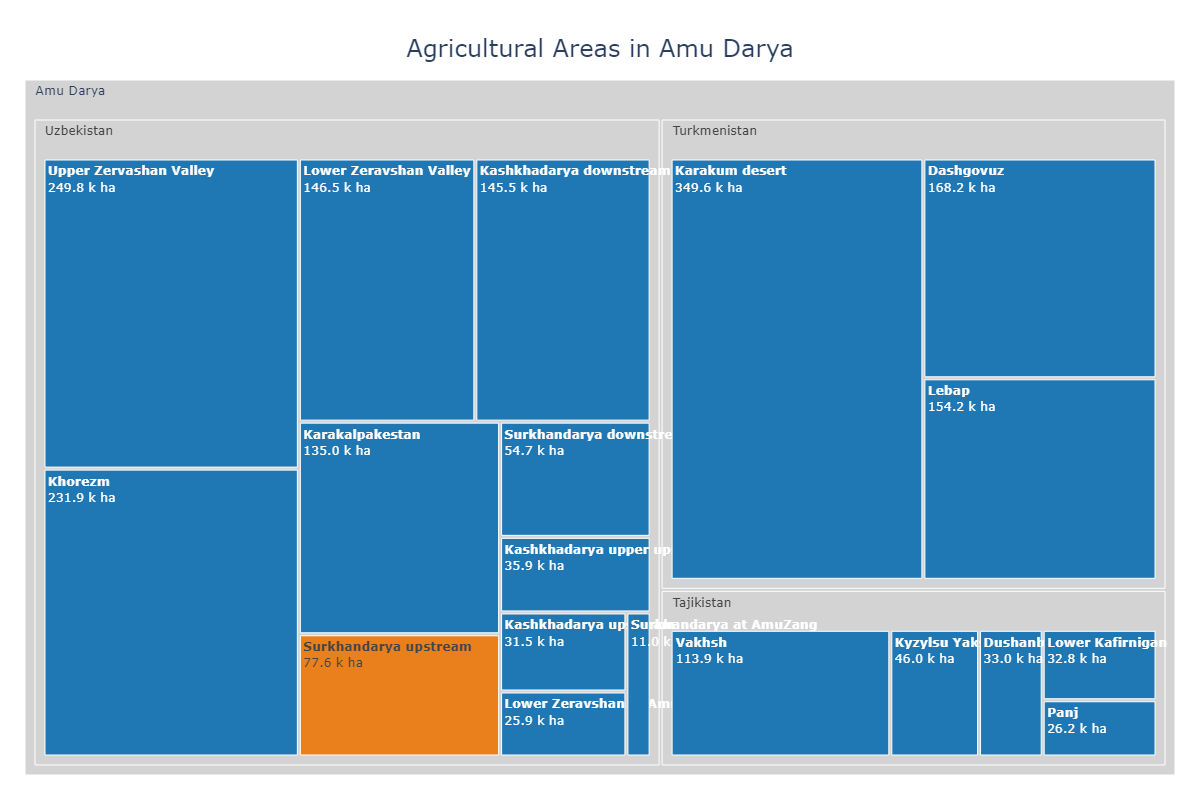 Agricultural Areas in Amu Darya
Amu Darya
Uzbekistan
Upper Zervashan Valley
249.8 k ha
Lower Zeravshan Valley
146.5 k ha
Kashkhadarya downstream
145.5 k ha
Khorezm
231.9 k ha
Karakalpakestan
135.0 k ha
Surkhandarya upstream
77.6 k ha
Surkhandarya downstre
54.7 k ha
Kashkhadarya upper up
35.9 k ha
Kashkhadarya up
31.5 k ha
Lower Zeravshan
25.9 k ha
Surkhandarya at AmuZang
11.0 k
Turkmenistan
Karakum desert
349.6 k ha
Dashgovuz
168.2 k ha
Lebap
154.2 k ha
Tajikistan
Vakhsh
113.9 k ha
Kyzylsu Yak
46.0 k ha
Dushanb
33.0 k ha
Lower Kafirnigan
32.8 k ha
Panj
26.2 k ha